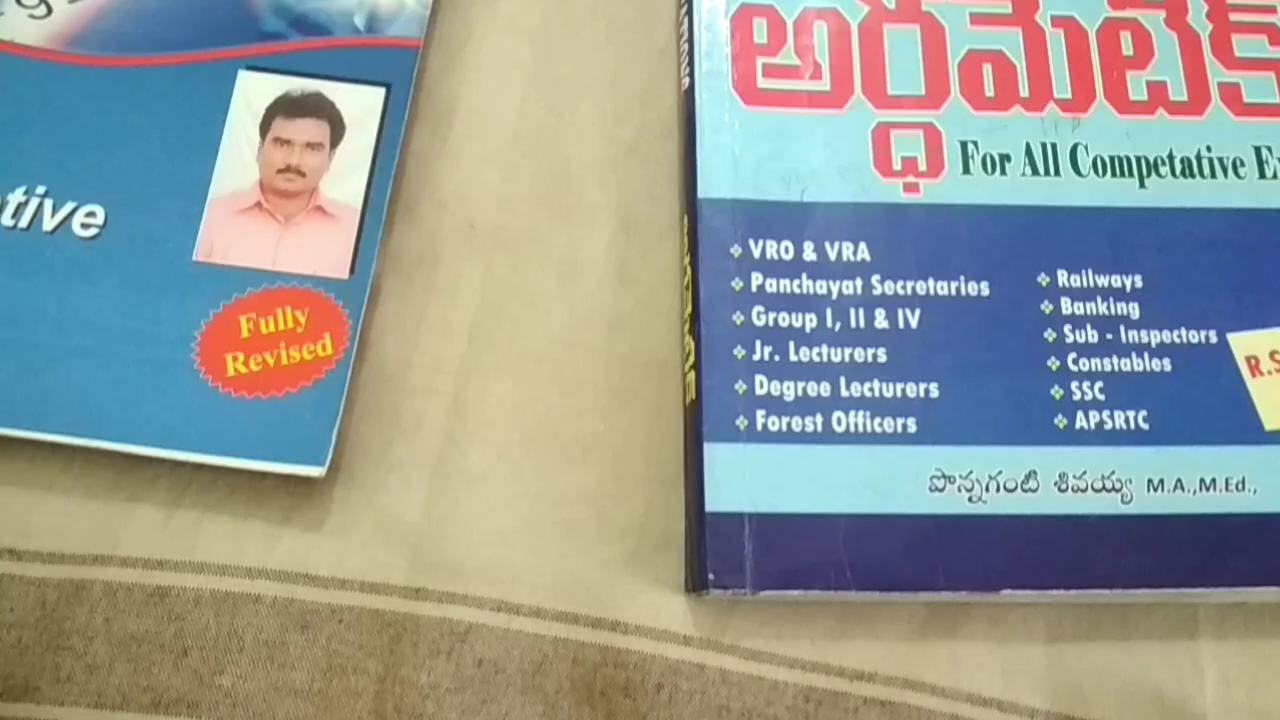 tive
Fully
Revised
అర్థమెటిక్
For All Competative
VRO & VRA
Panchayat Secretaries
Group I, II & IV
Jr. Lecturers
Degree Lecturers
Forest Officers
Railways
Banking
Sub - Inspectors
Constables
SSC
APSRTC
R.S
పొన్నగంటి శివయ్య M.A.,M.Ed.,